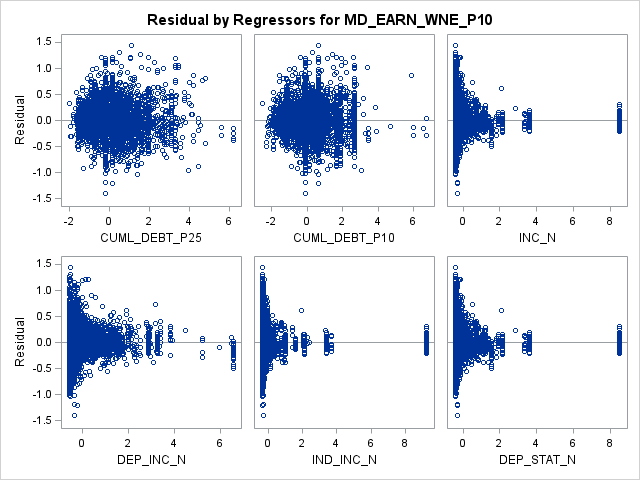 Residual by Regressors for MD_EARN_WNE_P10
1.5
1.0
0.5
0.0
-0.5
-1.0
-1.5
Residual
-2 0 2 4 6
CUML_DEBT_P25
-2 0 2 4 6
CUML_DEBT_P10
0 2 4 6 8
INC_N
1.5
1.0
0.5
0.0
-0.5
-1.0
-1.5
Residual
0 2 4 6
DEP_INC_N
0 2 4 6 8
IND_INC_N
0 2 4 6 8
DEP_STAT_N